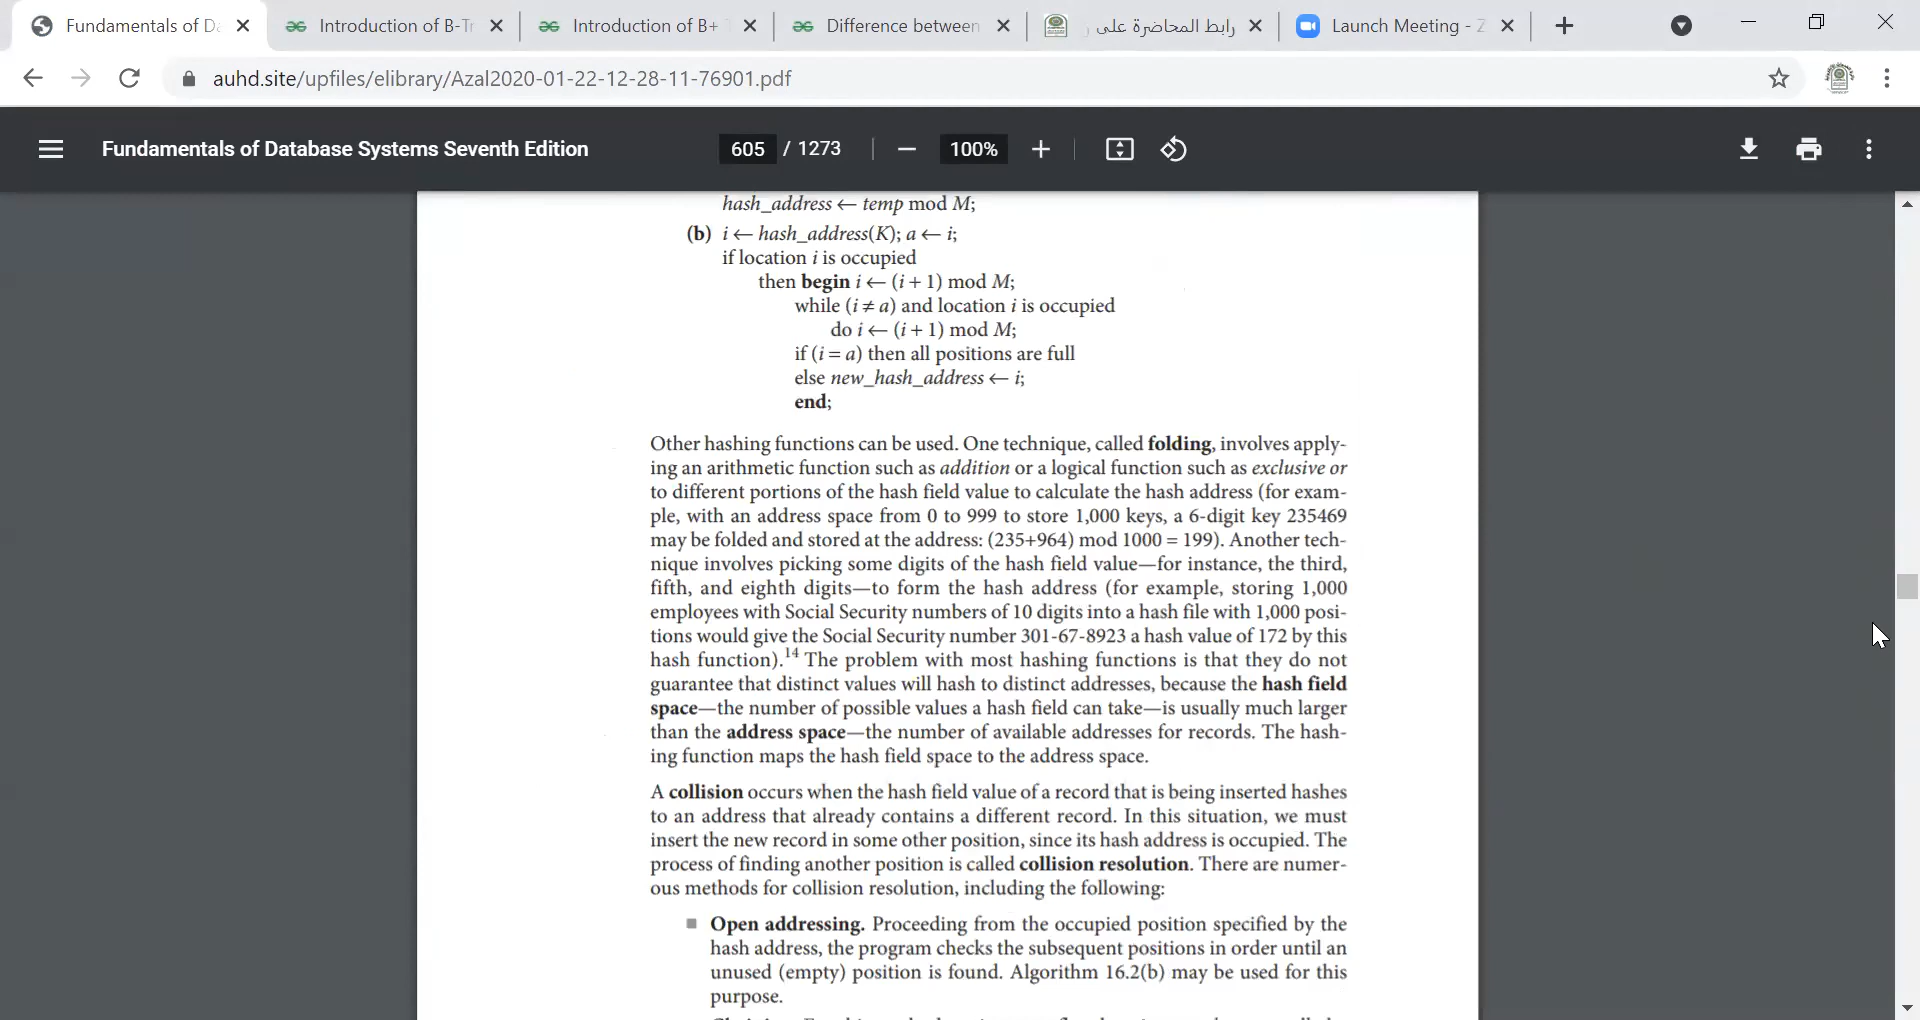 Fundamentals of Da
Introduction of B-Tr
Introduction of B+ T
Difference between
رابط المحاضرة على
Launch Meeting - Z
auhd.site/upfiles/elibrary/Azal2020-01-22-12-28-11-76901.pdf
Fundamentals of Database Systems Seventh Edition
605 / 1273
100%
hash_address ← temp mod M;
(b) i ← hash_address(K); a ← i;
if location i is occupied
then begin i ← (i + 1) mod M;
while (i ≠ a) and location i is occupied
do i ← (i + 1) mod M;
if (i = a) then all positions are full
else new_hash_address ← i;
end;
Other hashing functions can be used. One technique, called folding, involves apply-
ing an arithmetic function such as addition or a logical function such as exclusive or
to different portions of the hash field value to calculate the hash address (for exam-
ple, with an address space from 0 to 999 to store 1,000 keys, a 6-digit key 235469
may be folded and stored at the address: (235+964) mod 1000 = 199). Another tech-
nique involves picking some digits of the hash field value—for instance, the third,
fifth, and eighth digits—to form the hash address (for example, storing 1,000
employees with Social Security numbers of 10 digits into a hash file with 1,000 posi-
tions would give the Social Security number 301-67-8923 a hash value of 172 by this
hash function).14 The problem with most hashing functions is that they do not
guarantee that distinct values will hash to distinct addresses, because the hash field
space—the number of possible values a hash field can take—is usually much larger
than the address space—the number of available addresses for records. The hash-
ing function maps the hash field space to the address space.
A collision occurs when the hash field value of a record that is being inserted hashes
to an address that already contains a different record. In this situation, we must
insert the new record in some other position, since its hash address is occupied. The
process of finding another position is called collision resolution. There are numer-
ous methods for collision resolution, including the following:
Open addressing. Proceeding from the occupied position specified by the
hash address, the program checks the subsequent positions in order until an
unused (empty) position is found. Algorithm 16.2(b) may be used for this
purpose.